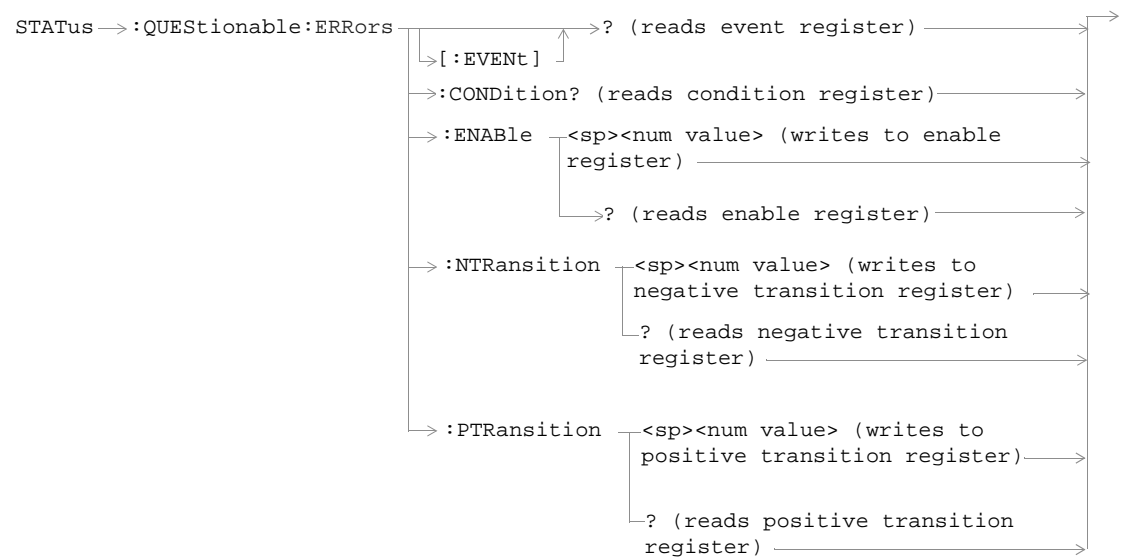 STATus :QUEStionable:ERRors ? (reads event register)
[:EVENt]
:CONDition? (reads condition register)
:ENABle <sp><num value> (writes to enable
register)
? (reads enable register)
:NTRansition <sp><num value> (writes to
negative transition register)
? (reads negative transition
register)
:PTRansition <sp><num value> (writes to
positive transition register)
? (reads positive transition
register)